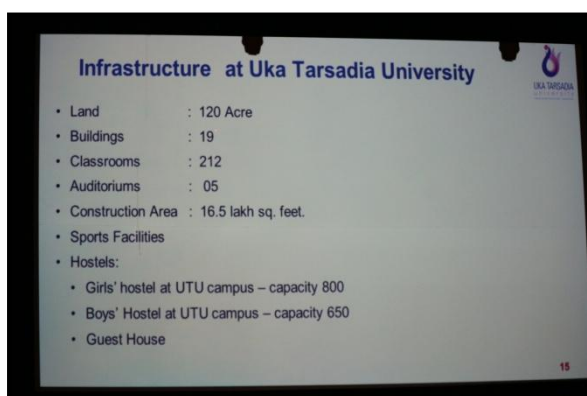 Infrastructure at Uka Tarsadia University
UKA TARSADIA
• Land : 120 Acre
• Buildings : 19
• Classrooms : 212
• Auditoriums : 05
• Construction Area : 16.5 lakh sq. feet.
• Sports Facilities
• Hostels:
• Girls' hostel at UTU campus – capacity 800
• Boys' Hostel at UTU campus – capacity 650
• Guest House
15